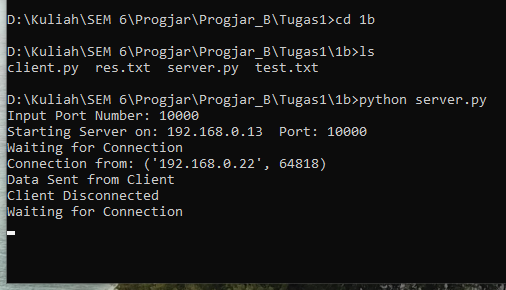 D:\Kuliah\SEM 6\Progjar\Progjar_B\Tugas1>cd 1b
D:\Kuliah\SEM 6\Progjar\Progjar_B\Tugas1\1b>ls
client.py  res.txt  server.py  test.txt
D:\Kuliah\SEM 6\Progjar\Progjar_B\Tugas1\1b>python server.py
Input Port Number: 10000
Starting Server on: 192.168.0.13  Port: 10000
Waiting for Connection
Connection from: ('192.168.0.22', 64818)
Data Sent from Client
Client Disconnected
Waiting for Connection